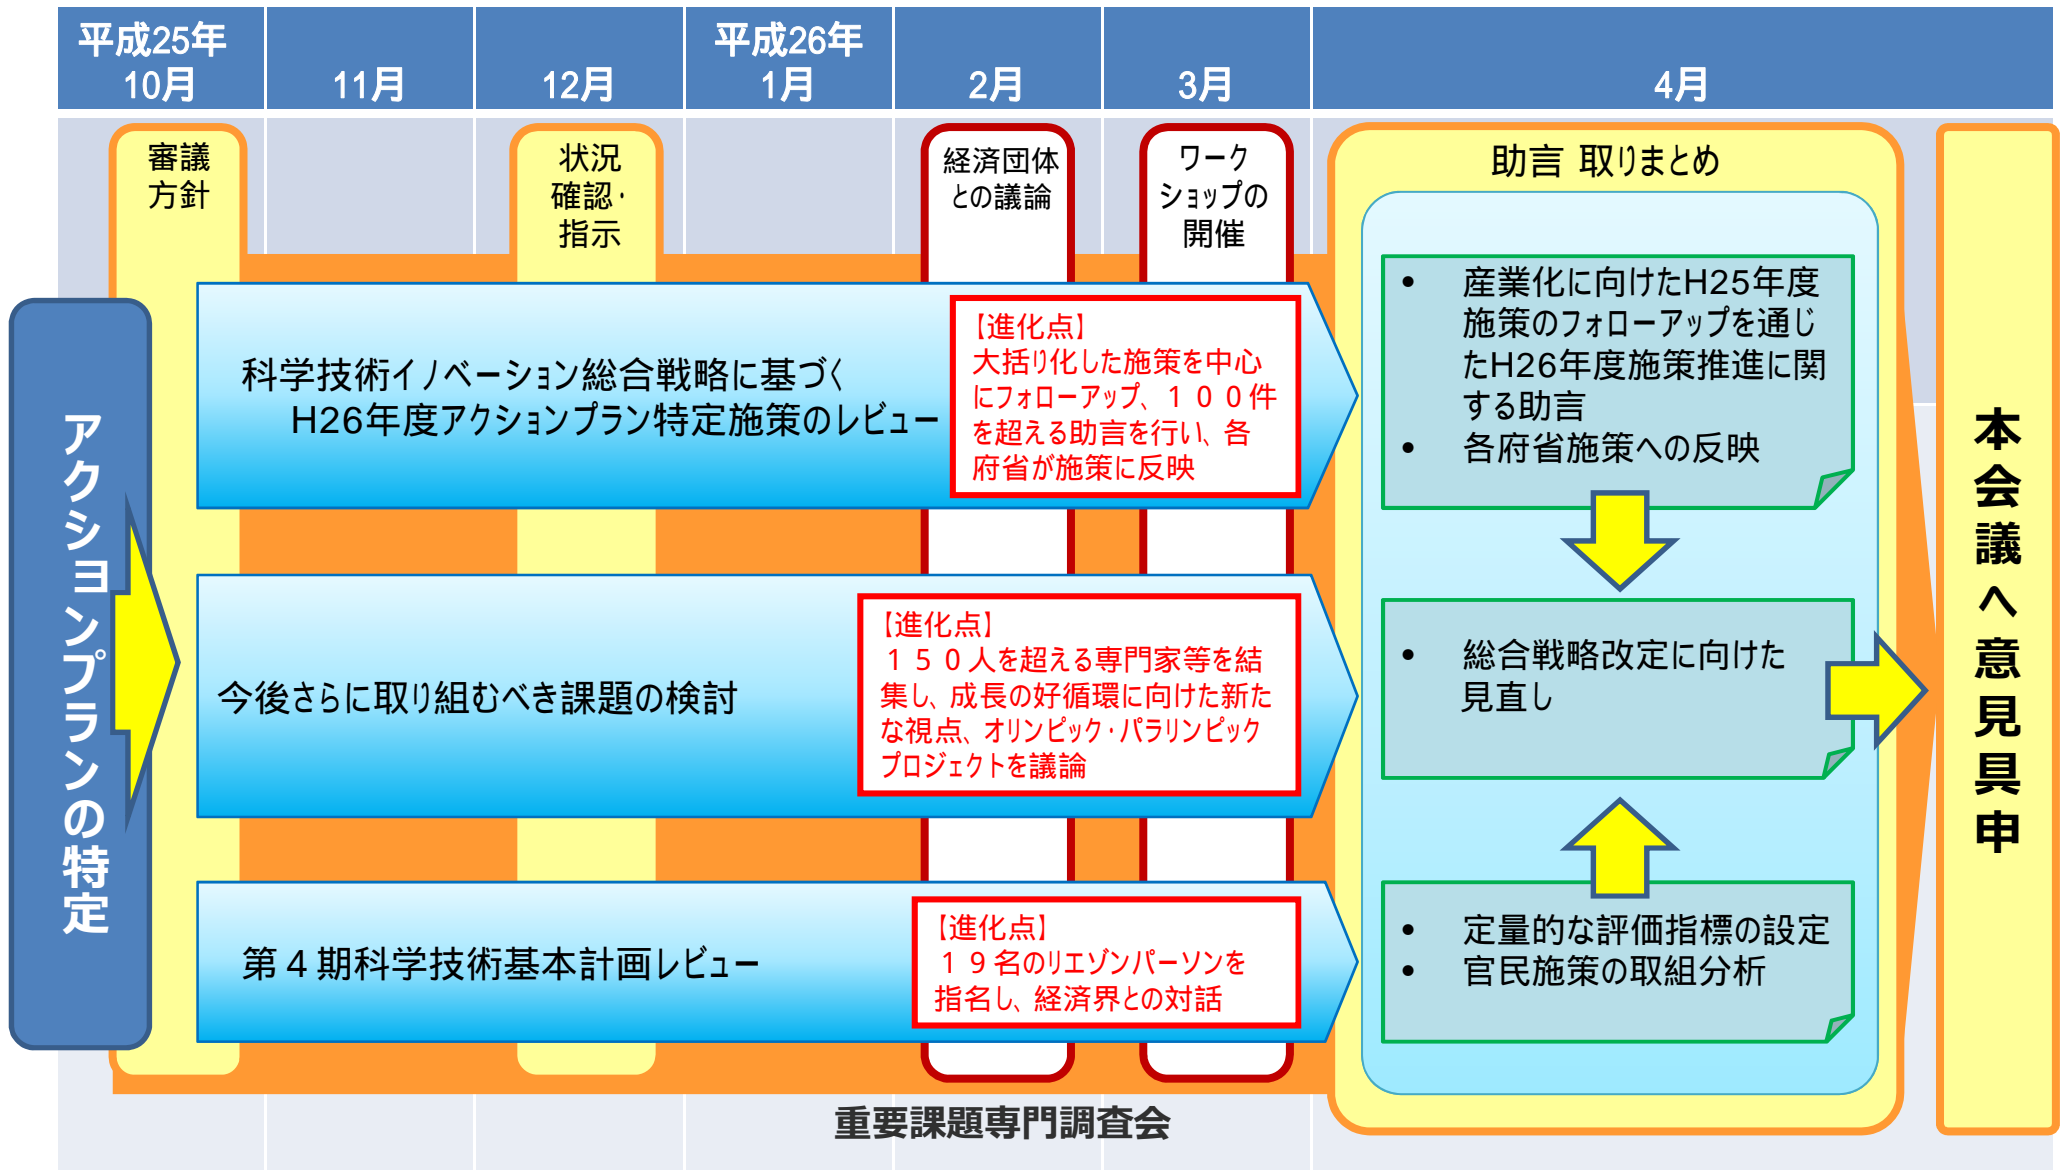 平成25年
10月
11月
12月
平成26年
1月
2月
3月
4月
審議
方針
状況
確認・
指示
経済団体
との議論
ワーク
ショップの
開催
助言 取りまとめ
アクションプランの特定
科学技術イノベーション総合戦略に基づく
H26年度アクションプラン特定施策のレビュー
【進化点】
大括り化した施策を中心
にフォローアップ、１００件
を超える助言を行い、各
府省が施策に反映
• 産業化に向けたH25年度
施策のフォローアップを通じ
たH26年度施策推進に関
する助言
• 各府省施策への反映
今後さらに取り組むべき課題の検討
【進化点】
１５０人を超える専門家等を結
集し、成長の好循環に向けた新た
な視点、オリンピック・パラリンピック
プロジェクトを議論
• 総合戦略改定に向けた
見直し
第４期科学技術基本計画レビュー
【進化点】
１９名のリエゾンパーソンを
指名し、経済界との対話
• 定量的な評価指標の設定
• 官民施策の取組分析
本会議へ意見具申
重要課題専門調査会